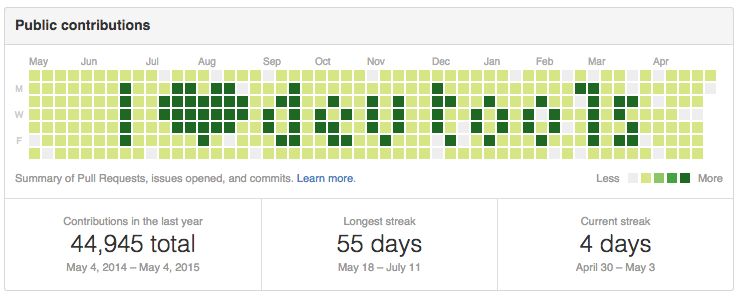 Public contributions
May Jun Jul Aug Sep Oct Nov Dec Jan Feb Mar Apr
M
W
F
Summary of Pull Requests, issues opened, and commits. Learn more.
Less More
Contributions in the last year
44,945 total
May 4, 2014 – May 4, 2015
Longest streak
55 days
May 18 – July 11
Current streak
4 days
April 30 – May 3